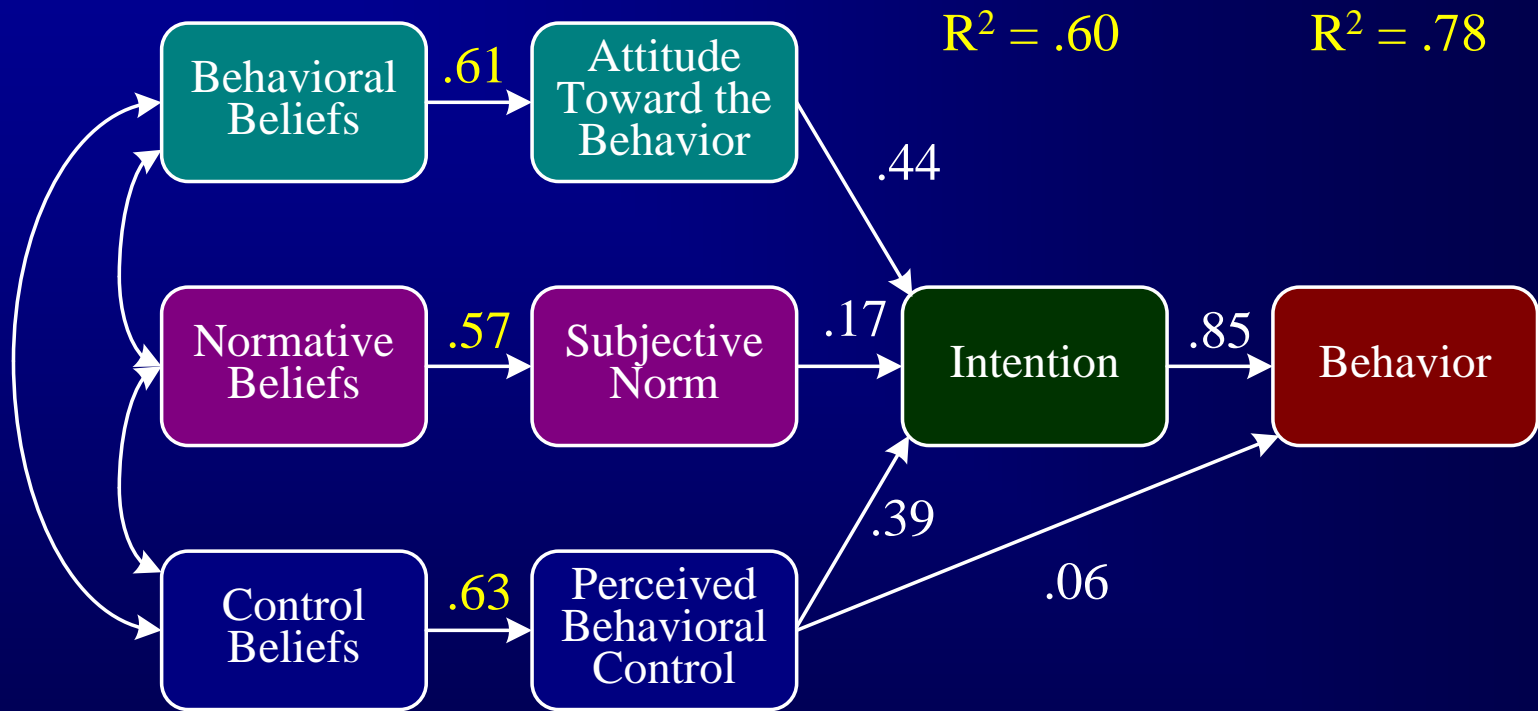 R² = .60
R² = .78
Behavioral
Beliefs
.61
Attitude
Toward the
Behavior
.44
Normative
Beliefs
.57
Subjective
Norm
.17
Intention
.85
Behavior
Control
Beliefs
.63
Perceived
Behavioral
Control
.39
.06